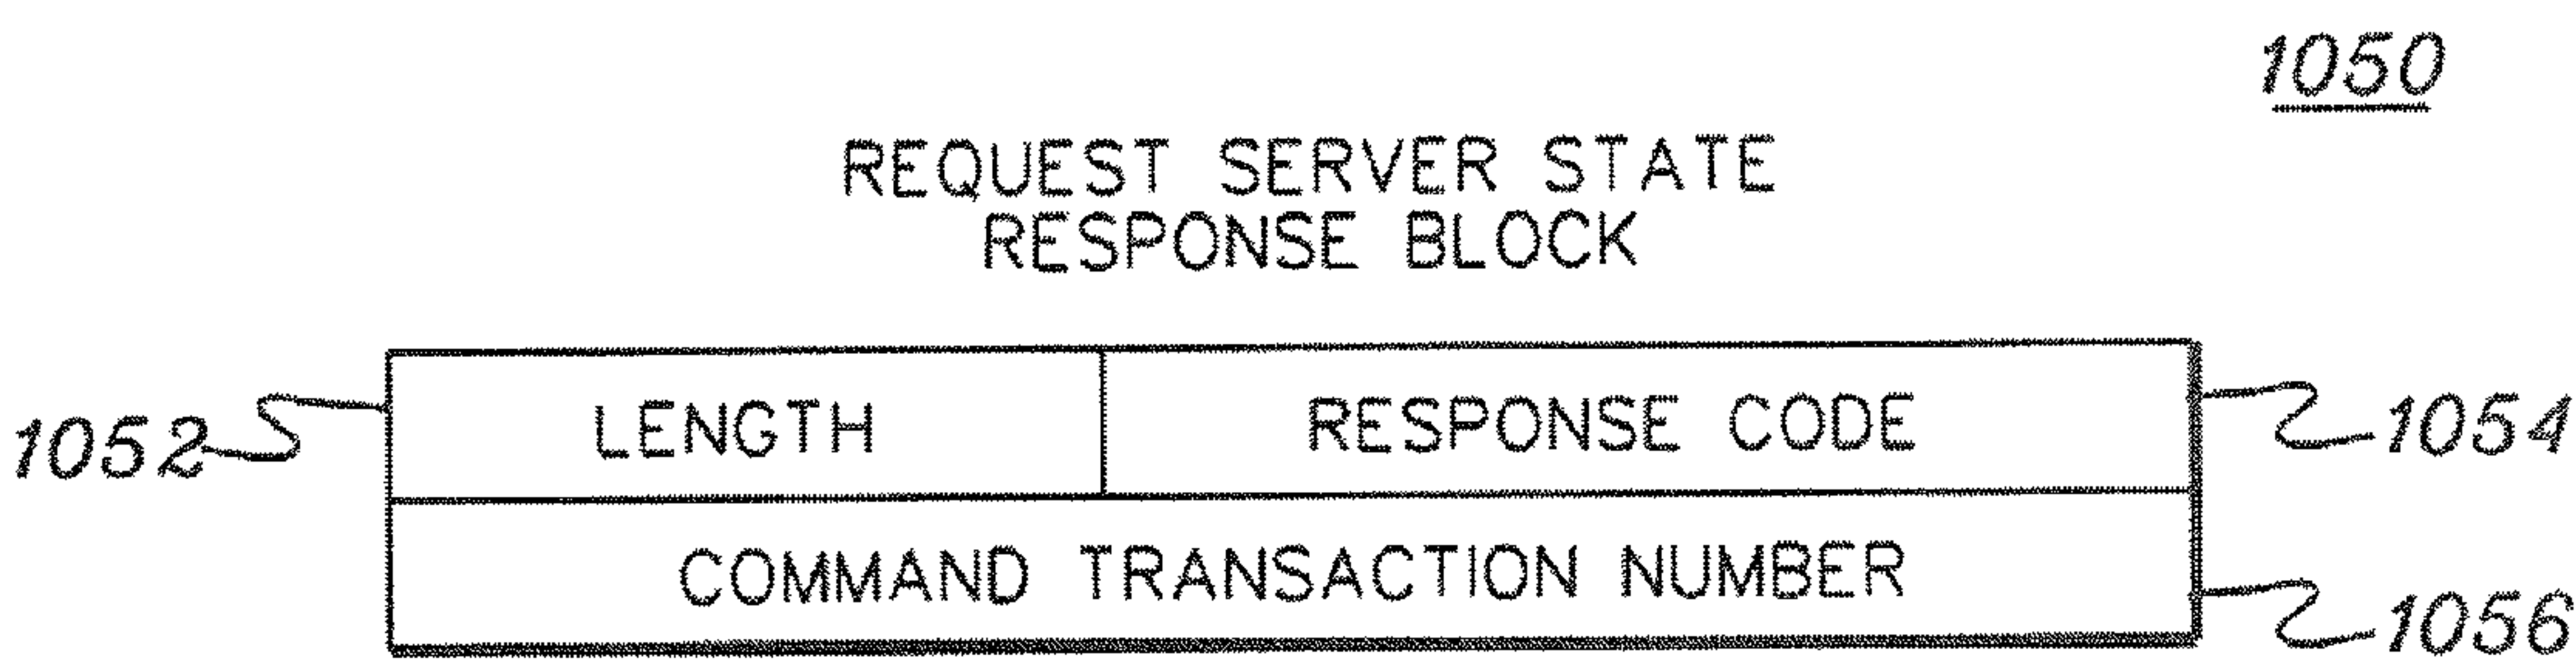 1050
REQUEST SERVER STATE
RESPONSE BLOCK
1052 LENGTH RESPONSE CODE 1054
COMMAND TRANSACTION NUMBER 1056